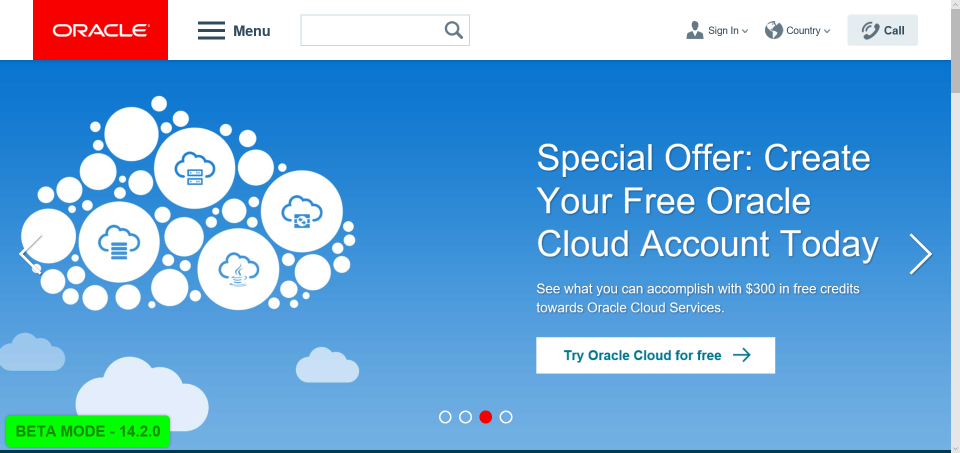 ORACLE
Menu
Sign In
Country
Call
Special Offer: Create
Your Free Oracle
Cloud Account Today
See what you can accomplish with $300 in free credits
towards Oracle Cloud Services.
Try Oracle Cloud for free
BETA MODE - 14.2.0